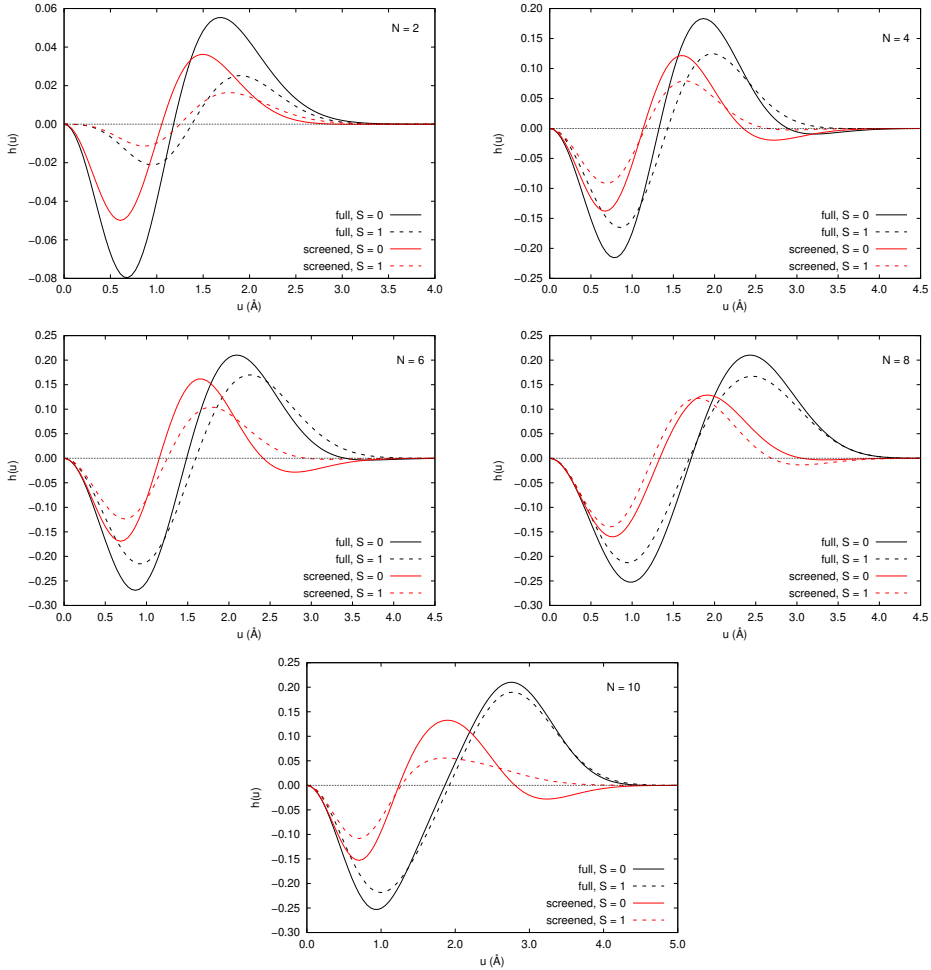 N = 2
h(u)
0.06
0.04
0.02
0.00
−0.02
−0.04
−0.06
−0.08
full, S = 0
full, S = 1
screened, S = 0
screened, S = 1
0.0 0.5 1.0 1.5 2.0 2.5 3.0 3.5 4.0
u (Å)
N = 4
h(u)
0.20
0.15
0.10
0.05
0.00
−0.05
−0.10
−0.15
−0.20
−0.25
full, S = 0
full, S = 1
screened, S = 0
screened, S = 1
0.0 0.5 1.0 1.5 2.0 2.5 3.0 3.5 4.0 4.5
u (Å)
N = 6
h(u)
0.25
0.20
0.15
0.10
0.05
0.00
−0.05
−0.10
−0.15
−0.20
−0.25
−0.30
full, S = 0
full, S = 1
screened, S = 0
screened, S = 1
0.0 0.5 1.0 1.5 2.0 2.5 3.0 3.5 4.0 4.5
u (Å)
N = 8
h(u)
0.25
0.20
0.15
0.10
0.05
0.00
−0.05
−0.10
−0.15
−0.20
−0.25
−0.30
full, S = 0
full, S = 1
screened, S = 0
screened, S = 1
0.0 0.5 1.0 1.5 2.0 2.5 3.0 3.5 4.0 4.5
u (Å)
N = 10
h(u)
0.25
0.20
0.15
0.10
0.05
0.00
−0.05
−0.10
−0.15
−0.20
−0.25
−0.30
full, S = 0
full, S = 1
screened, S = 0
screened, S = 1
0.0 1.0 2.0 3.0 4.0 5.0
u (Å)